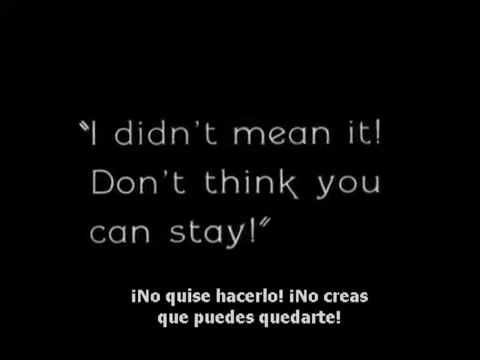 “I didn't mean it!
Don't think you
can stay!”
¡No quise hacerlo! ¡No creas
que puedes quedarte!